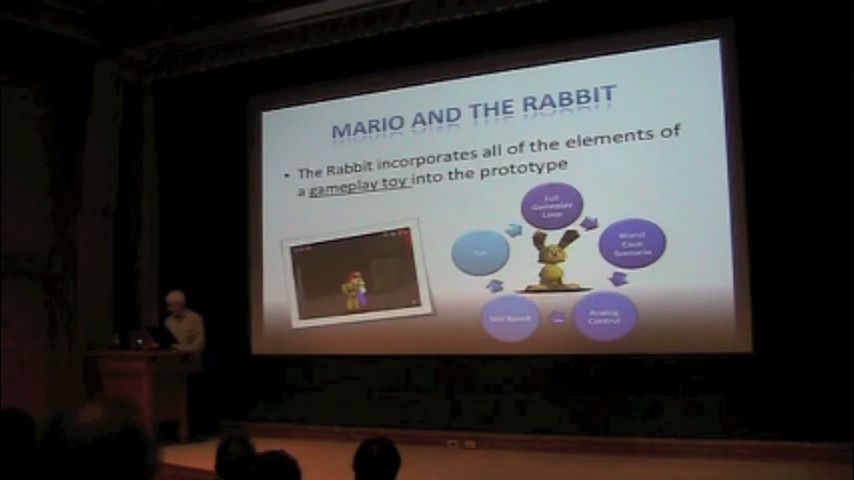 MARIO AND THE RABBIT
• The Rabbit incorporates all of the elements of
a gameplay toy into the prototype
Full
Gameplay
Loop
Worst
Case
Scenario
Analog
Control
Skill Based
Fun